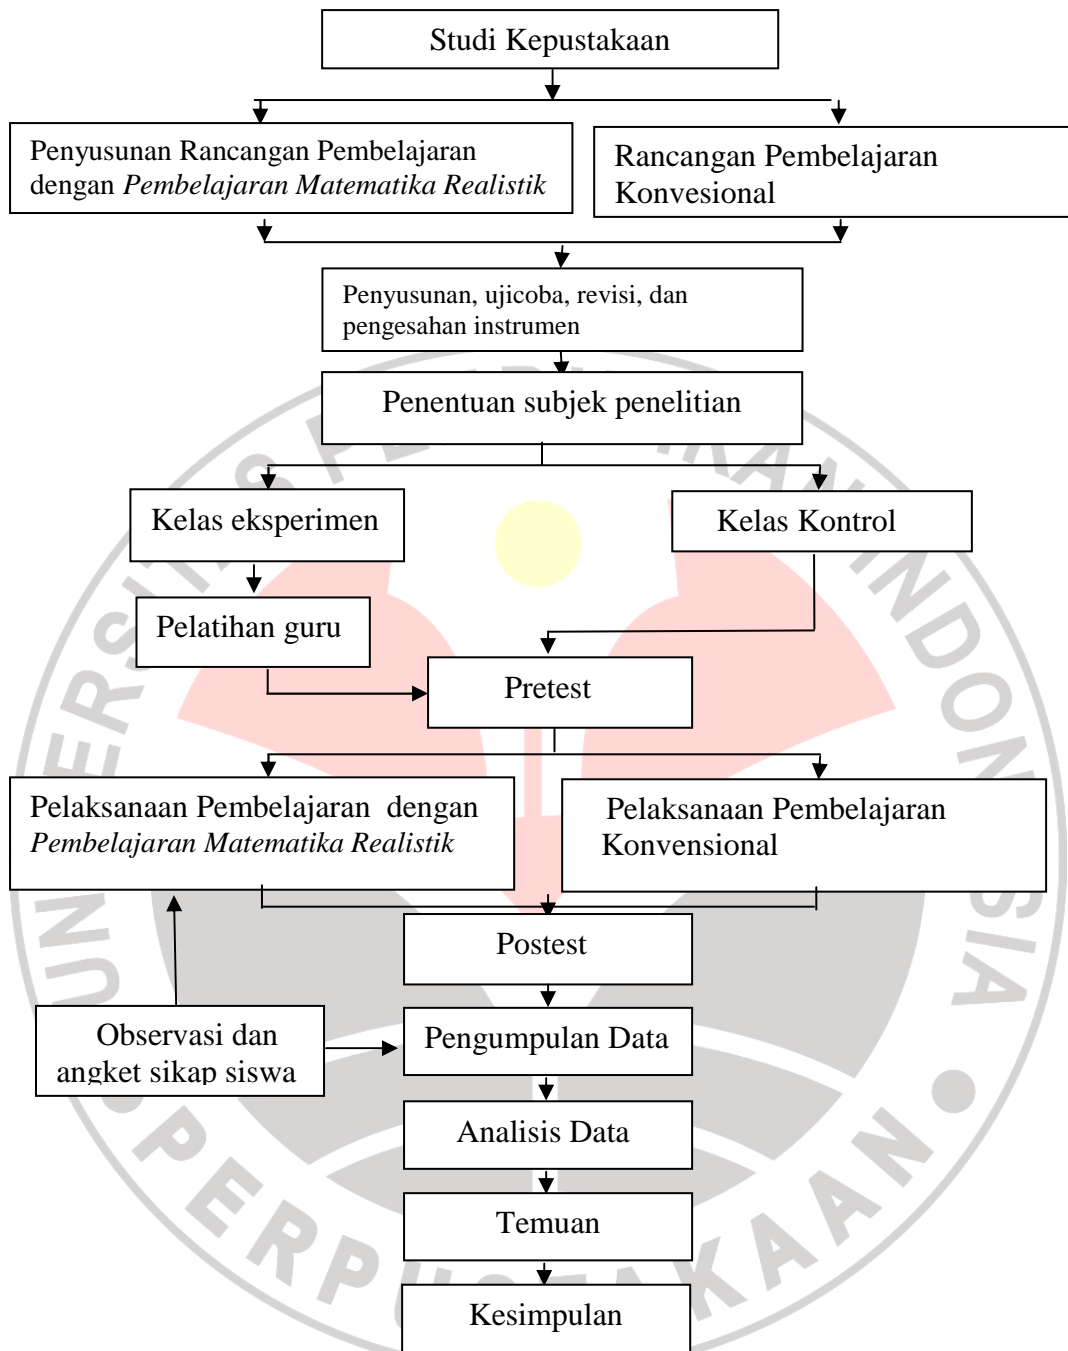 Studi Kepustakaan
Penyusunan Rancangan Pembelajaran
dengan Pembelajaran Matematika Realistik
Rancangan Pembelajaran
Konvesional
Penyusunan, ujicoba, revisi, dan
pengesahan instrumen
Penentuan subjek penelitian
Kelas eksperimen
Kelas Kontrol
Pelatihan guru
Pretest
Pelaksanaan Pembelajaran dengan
Pembelajaran Matematika Realistik
Pelaksanaan Pembelajaran
Konvensional
Postest
Observasi dan
angket sikap siswa
Pengumpulan Data
Analisis Data
Temuan
Kesimpulan
INDONESIA